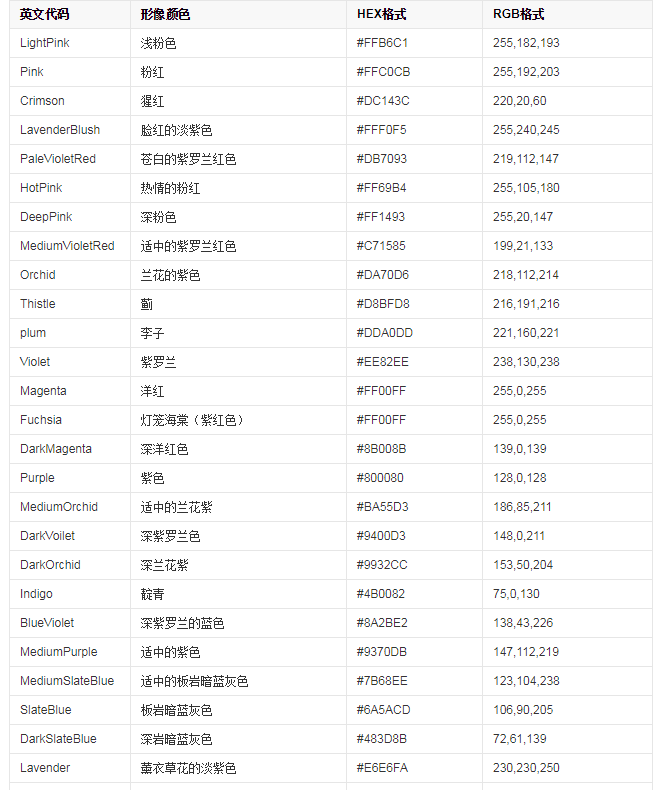 英文代码 形像颜色 HEX格式 RGB格式
LightPink 浅粉色 #FFB6C1 255,182,193
Pink 粉红 #FFC0CB 255,192,203
Crimson 猩红 #DC143C 220,20,60
LavenderBlush 脸红的淡紫色 #FFF0F5 255,240,245
PaleVioletRed 苍白的紫罗兰红色 #DB7093 219,112,147
HotPink 热情的粉红 #FF69B4 255,105,180
DeepPink 深粉色 #FF1493 255,20,147
MediumVioletRed 适中的紫罗兰红色 #C71585 199,21,133
Orchid 兰花的紫色 #DA70D6 218,112,214
Thistle 蓟 #D8BFD8 216,191,216
plum 李子 #DDA0DD 221,160,221
Violet 紫罗兰 #EE82EE 238,130,238
Magenta 洋红 #FF00FF 255,0,255
Fuchsia 灯笼海棠（紫红色） #FF00FF 255,0,255
DarkMagenta 深洋红色 #8B008B 139,0,139
Purple 紫色 #800080 128,0,128
MediumOrchid 适中的兰花紫 #BA55D3 186,85,211
DarkVoilet 深紫罗兰色 #9400D3 148,0,211
DarkOrchid 深兰花紫 #9932CC 153,50,204
Indigo 靛青 #4B0082 75,0,130
BlueViolet 深紫罗兰的蓝色 #8A2BE2 138,43,226
MediumPurple 适中的紫色 #9370DB 147,112,219
MediumSlateBlue 适中的板岩暗蓝灰色 #7B68EE 123,104,238
SlateBlue 板岩暗蓝灰色 #6A5ACD 106,90,205
DarkSlateBlue 深岩暗蓝灰色 #483D8B 72,61,139
Lavender 薰衣草花的淡紫色 #E6E6FA 230,230,250